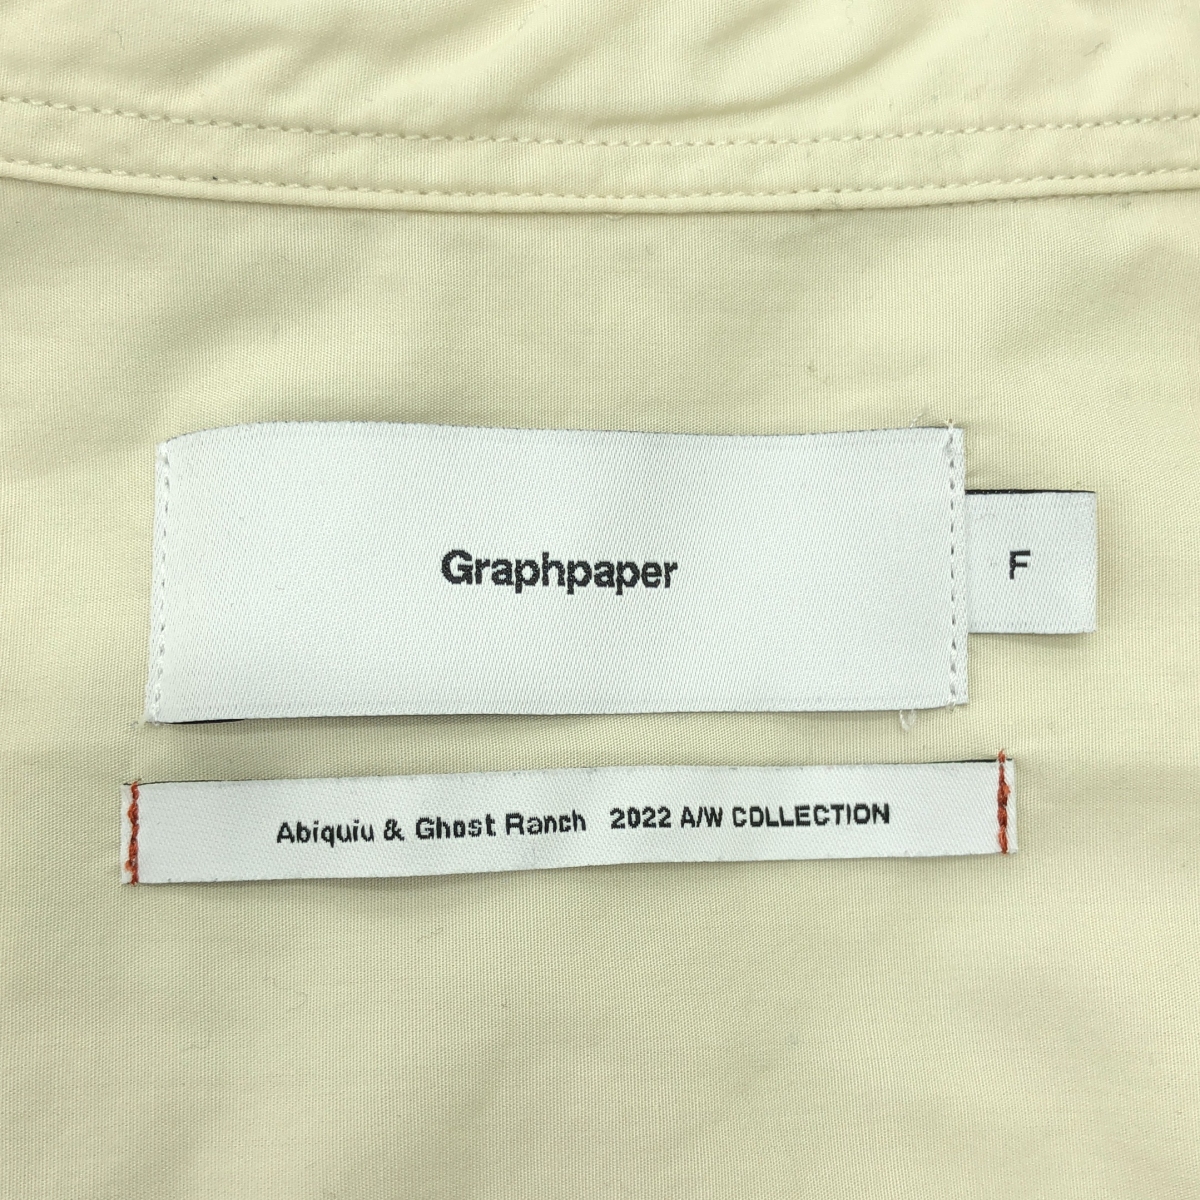 Graphpaper
F
Abiquiu & Ghost Ranch 2022 A/W COLLECTION